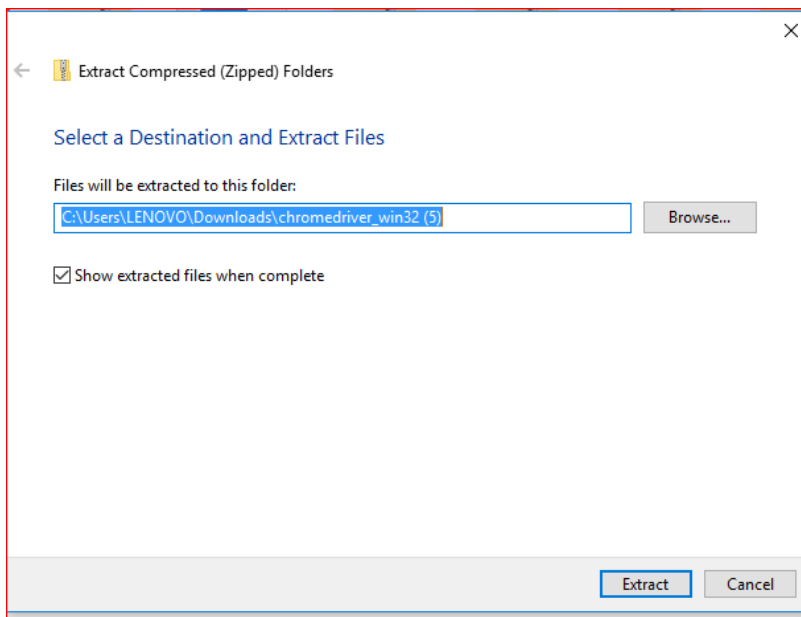 Extract Compressed (Zipped) Folders
Select a Destination and Extract Files
Files will be extracted to this folder:
C:\Users\LENOVO\Downloads\chromedriver_win32 (5)
Browse...
Show extracted files when complete
Extract
Cancel